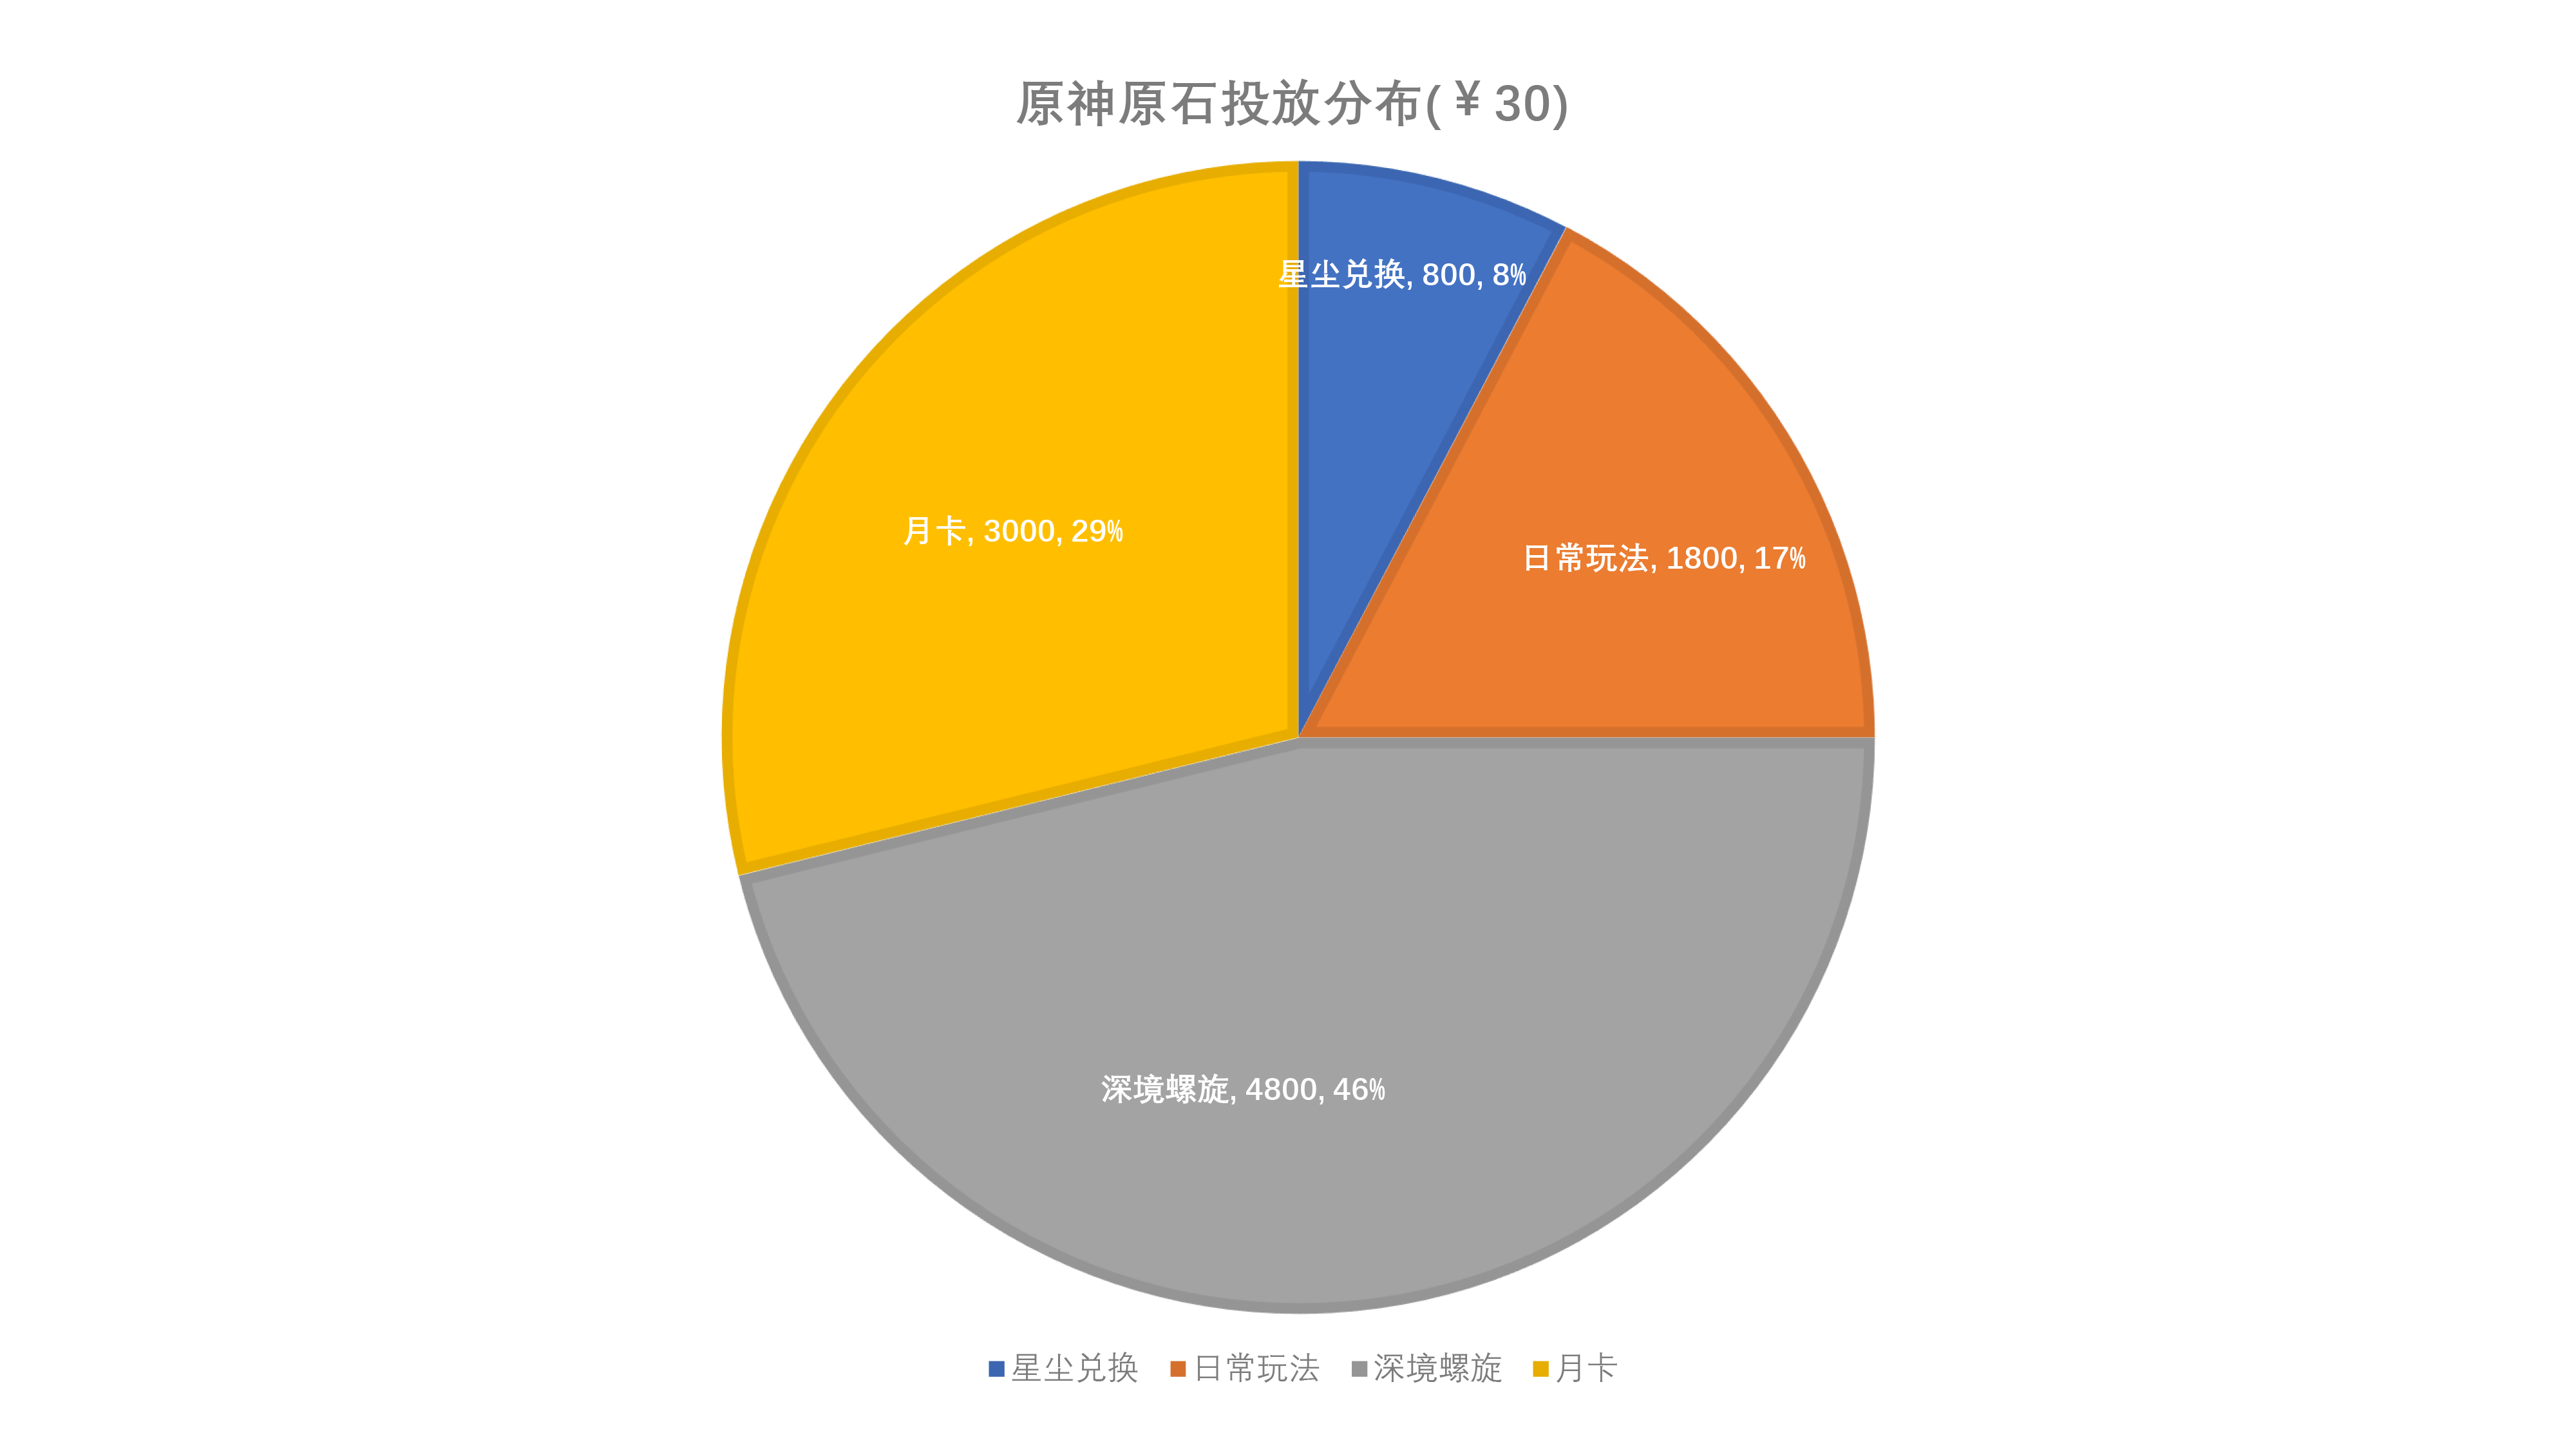 原神原石投放分布(￥30)
星尘兑换, 800, 8%
月卡, 3000, 29%
日常玩法, 1800, 17%
深境螺旋, 4800, 46%
星尘兑换 日常玩法 深境螺旋 月卡